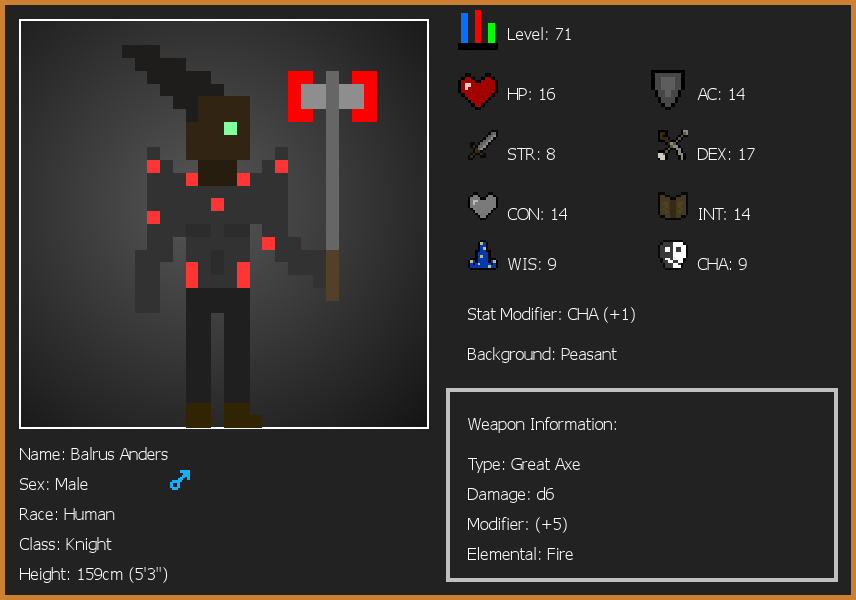 Level: 71
HP: 16
AC: 14
STR: 8
DEX: 17
CON: 14
INT: 14
WIS: 9
CHA: 9
Stat Modifier: CHA (+1)
Background: Peasant
Weapon Information:
Type: Great Axe
Damage: d6
Modifier: (+5)
Elemental: Fire
Name: Balrus Anders
Sex: Male
Race: Human
Class: Knight
Height: 159cm (5'3")